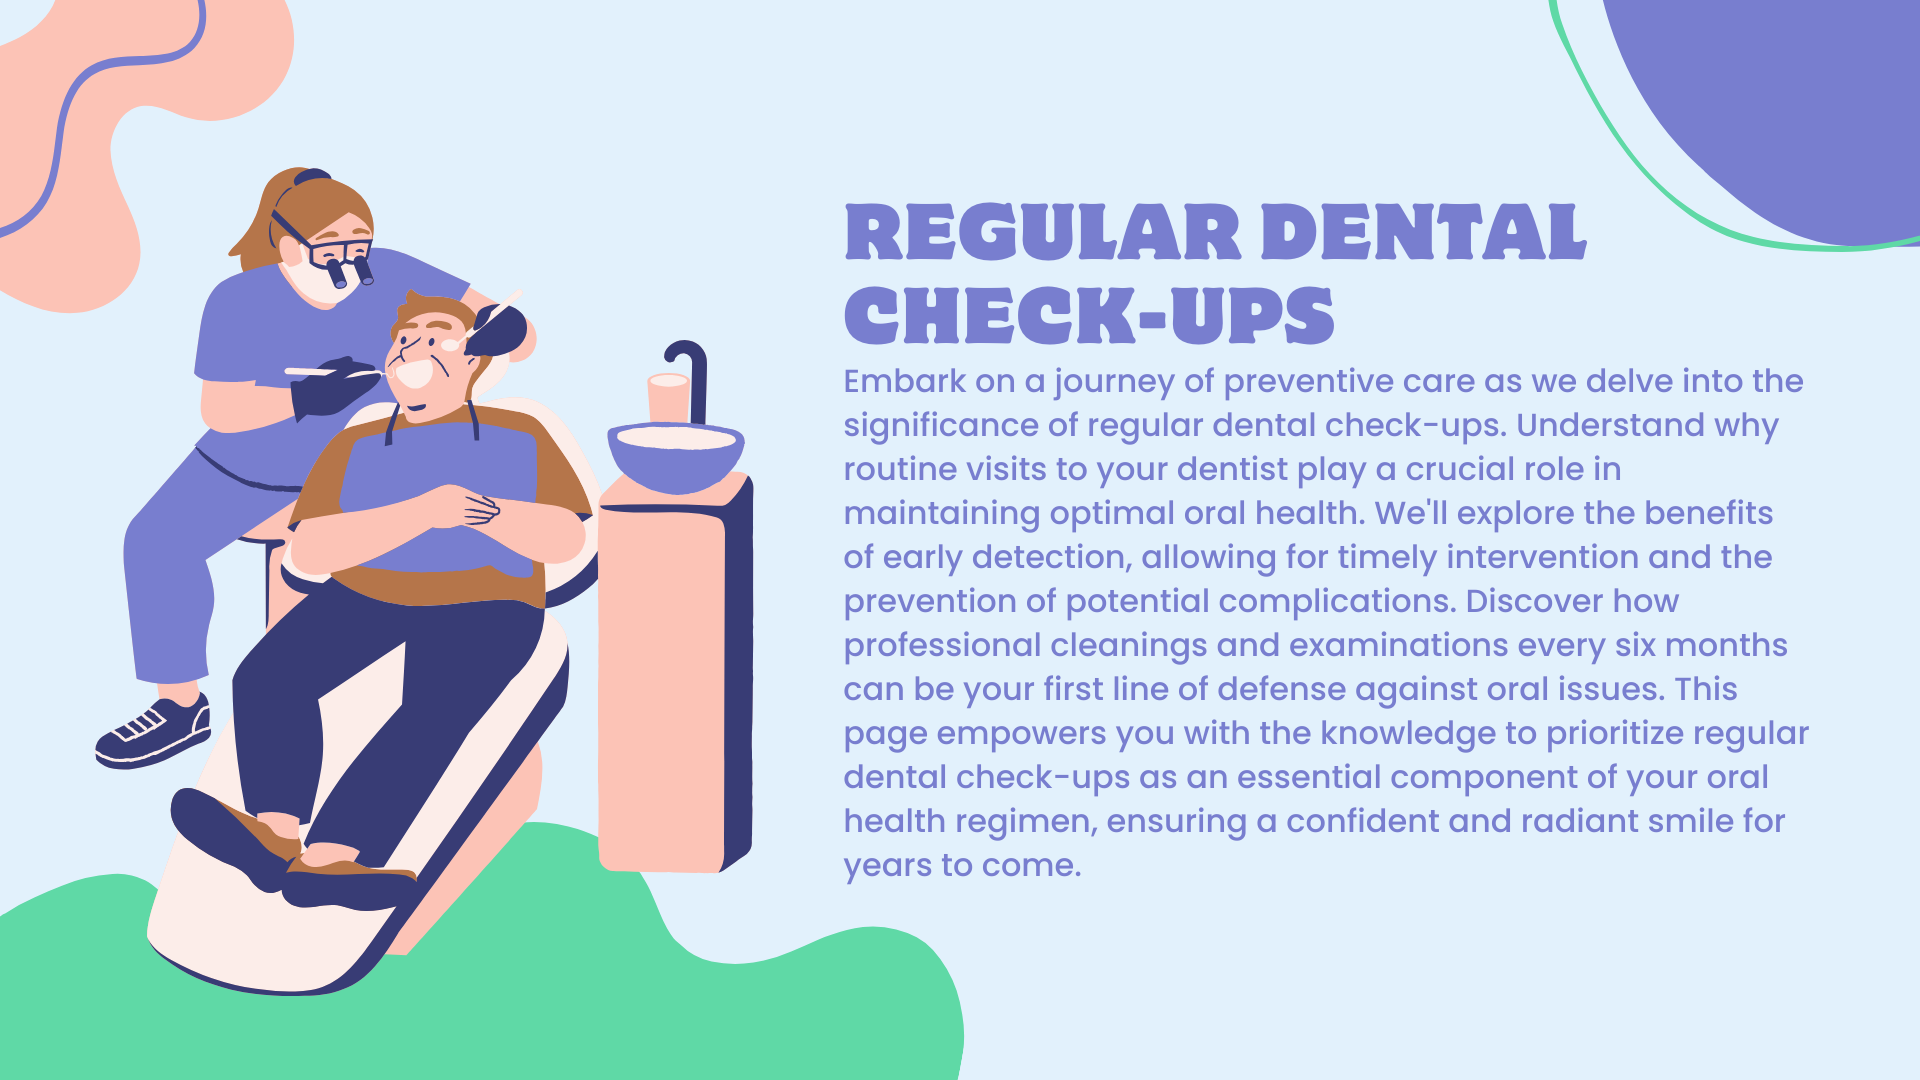 REGULAR DENTAL
CHECK-UPS
Embark on a journey of preventive care as we delve into the
significance of regular dental check-ups. Understand why
routine visits to your dentist play a crucial role in
maintaining optimal oral health. We'll explore the benefits
of early detection, allowing for timely intervention and the
prevention of potential complications. Discover how
professional cleanings and examinations every six months
can be your first line of defense against oral issues. This
page empowers you with the knowledge to prioritize regular
dental check-ups as an essential component of your oral
health regimen, ensuring a confident and radiant smile for
years to come.